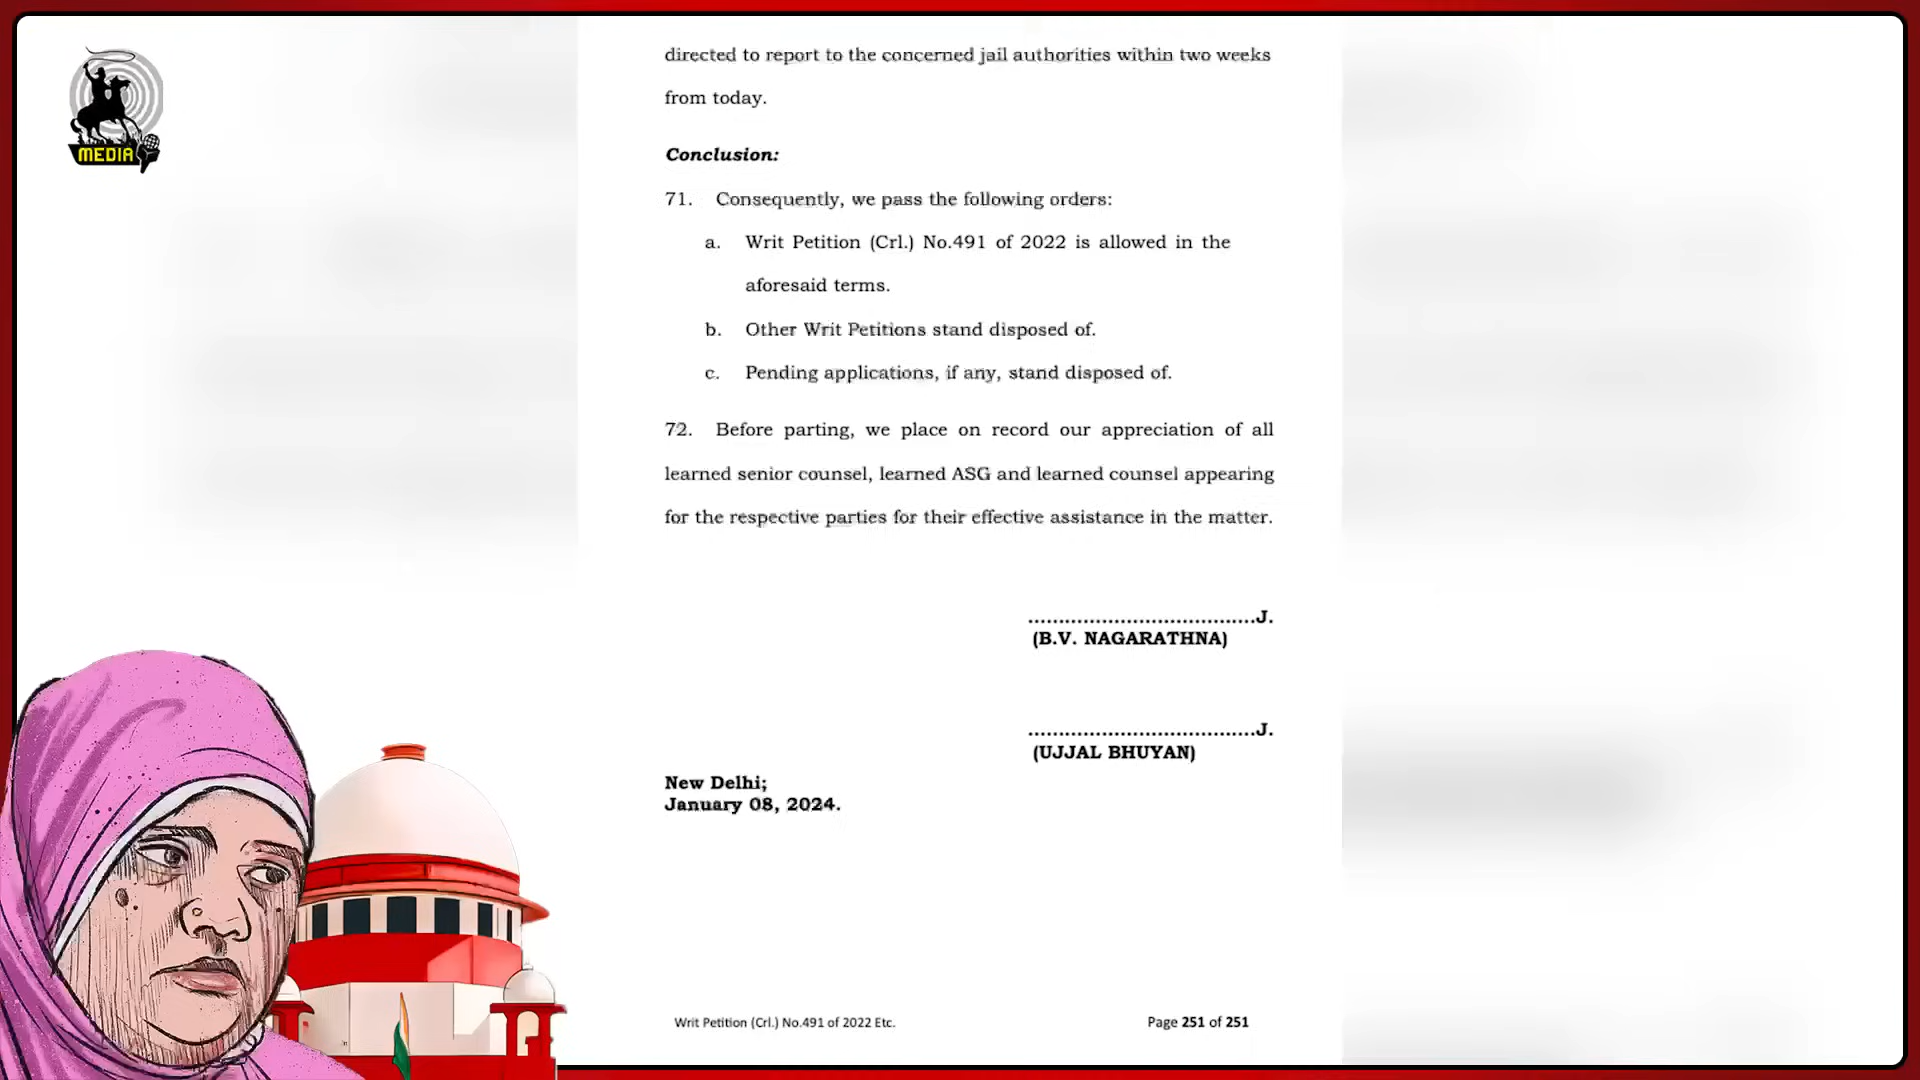 MEDIA
directed to report to the concerned jail authorities within two weeks
from today.
Conclusion:
71. Consequently, we pass the following orders:
a. Writ Petition (Crl.) No.491 of 2022 is allowed in the
aforesaid terms.
b. Other Writ Petitions stand disposed of.
c. Pending applications, if any, stand disposed of.
72. Before parting, we place on record our appreciation of all
learned senior counsel, learned ASG and learned counsel appearing
for the respective parties for their effective assistance in the matter.
......................................J.
(B.V. NAGARATHNA)
......................................J.
(UJJAL BHUYAN)
New Delhi;
January 08, 2024.
Writ Petition (Crl.) No.491 of 2022 Etc.
Page 251 of 251